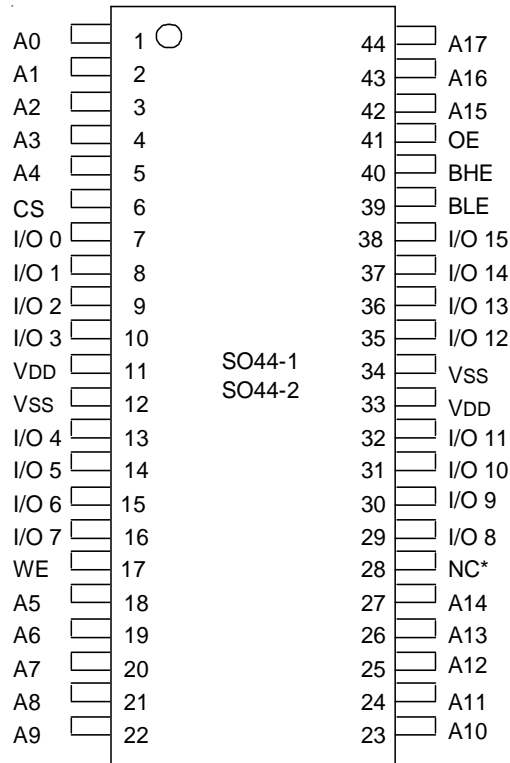 A0 1 44 A17
A1 2 43 A16
A2 3 42 A15
A3 4 41 OE
A4 5 40 BHE
CS 6 39 BLE
I/O 0 7 38 I/O 15
I/O 1 8 37 I/O 14
I/O 2 9 36 I/O 13
I/O 3 10 35 I/O 12
VDD 11 SO44-1 34 VSS
VSS 12 SO44-2 33 VDD
I/O 4 13 32 I/O 11
I/O 5 14 31 I/O 10
I/O 6 15 30 I/O 9
I/O 7 16 29 I/O 8
WE 17 28 NC*
A5 18 27 A14
A6 19 26 A13
A7 20 25 A12
A8 21 24 A11
A9 22 23 A10